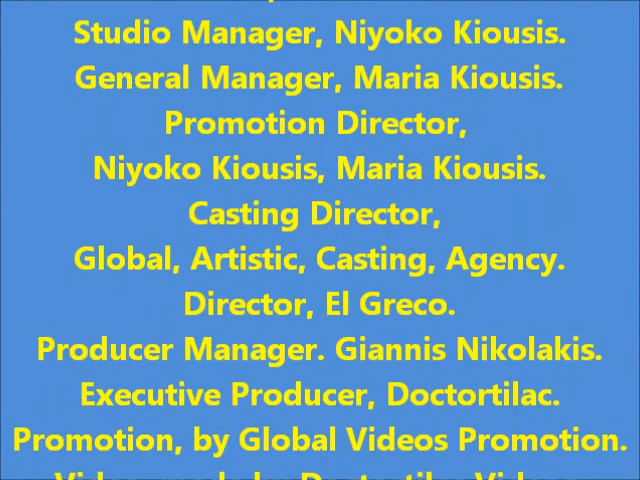 Studio Manager, Niyoko Kiousis.
General Manager, Maria Kiousis.
Promotion Director,
Niyoko Kiousis, Maria Kiousis.
Casting Director,
Global, Artistic, Casting, Agency.
Director, El Greco.
Producer Manager. Giannis Nikolakis.
Executive Producer, Doctortilac.
Promotion, by Global Videos Promotion.